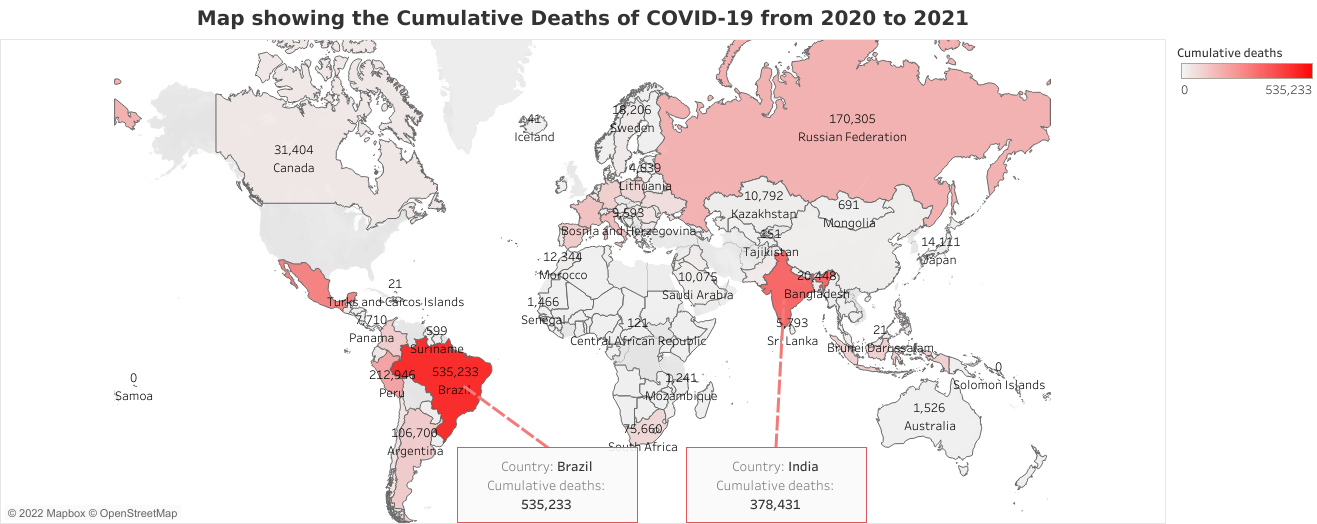 Map showing the Cumulative Deaths of COVID-19 from 2020 to 2021
Cumulative deaths
0
535,233
18,206
Sweden
41
Iceland
170,305
Russian Federation
31,404
Canada
4,839
Lithuania
10,792
Kazakhstan
691
Mongolia
9,593
Bosnia and Herzegovina
151
Tajikistan
14,111
Japan
12,344
Morocco
10,075
Saudi Arabia
20,448
Bangladesh
21
Turks and Caicos Islands
1,466
Senegal
7,710
Panama
599
Suriname
121
Central African Republic
5,793
Sri Lanka
21
Brunei Darussalam
0
Samoa
212,946
Peru
535,233
Brazil
1,241
Mozambique
0
Solomon Islands
1,526
Australia
106,700
Argentina
75,660
South Africa
Country: Brazil
Cumulative deaths:
535,233
Country: India
Cumulative deaths:
378,431
© 2022 Mapbox © OpenStreetMap